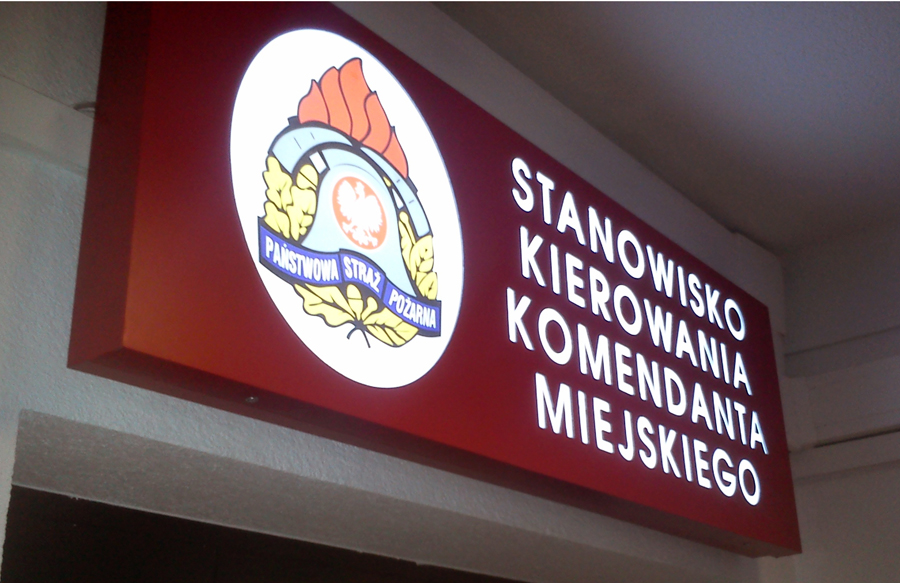 PAŃSTWOWA STRAŻ POŻARNA
STANOWISKO
KIEROWANIA
KOMENDANTA
MIEJSKIEGO